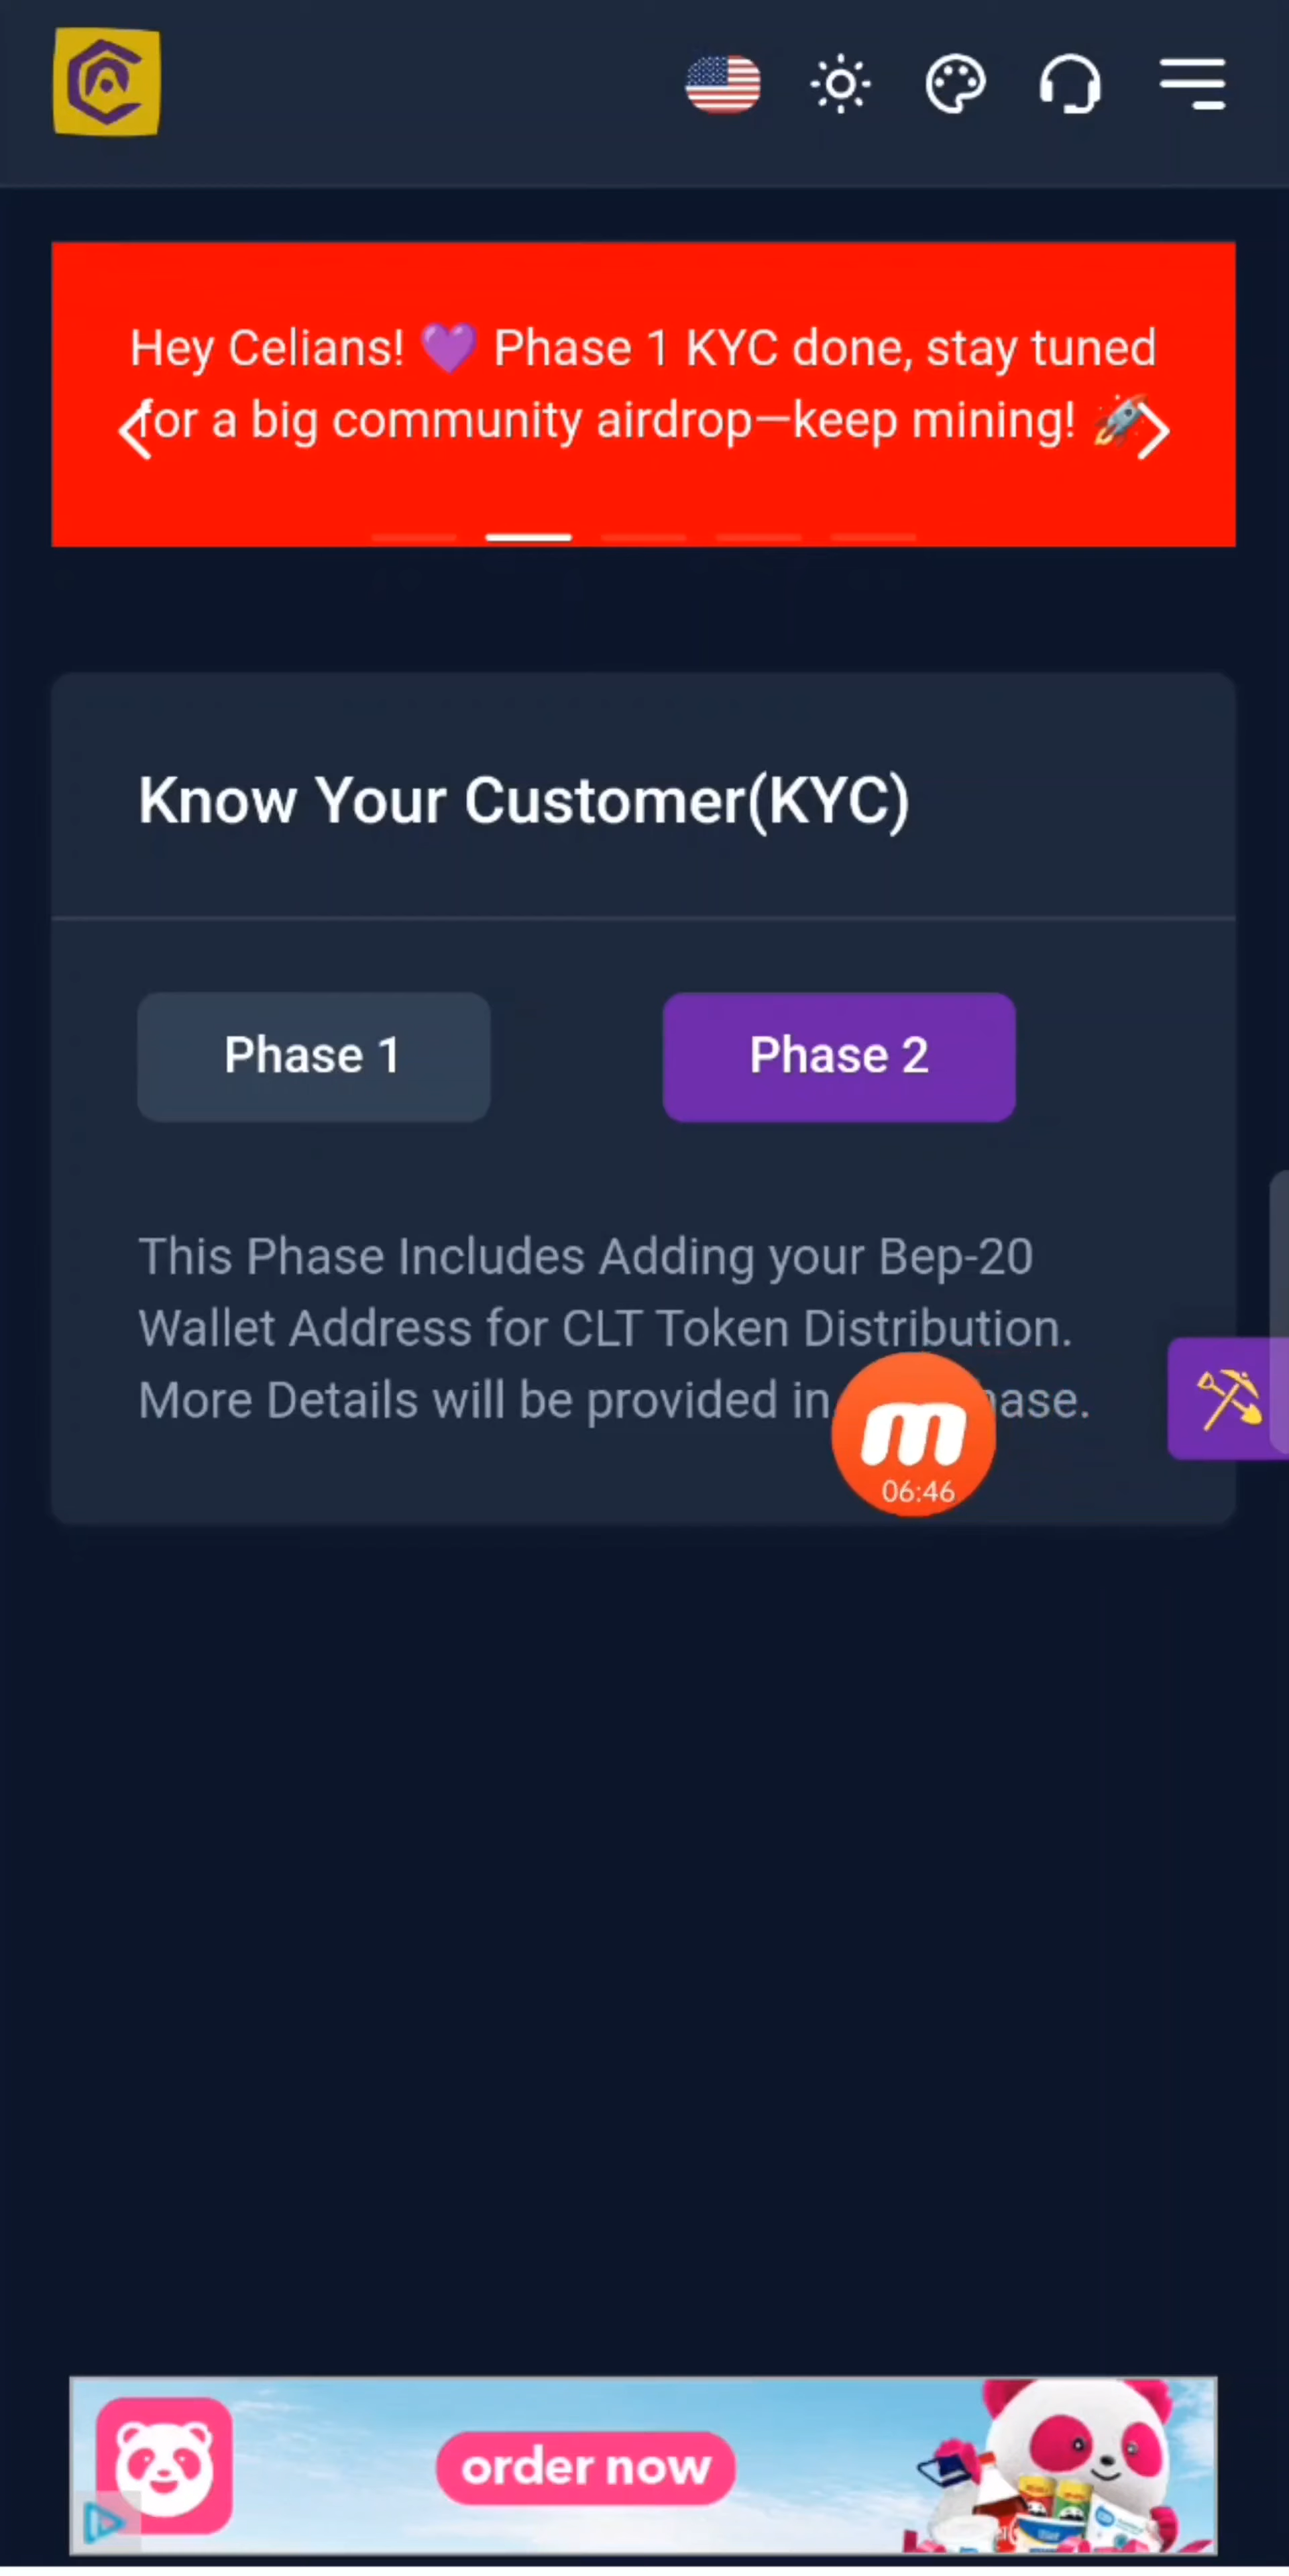 Hey Celians! 💜 Phase 1 KYC done, stay tuned
for a big community airdrop—keep mining! 🚀
Know Your Customer(KYC)
Phase 1
Phase 2
This Phase Includes Adding your Bep-20
Wallet Address for CLT Token Distribution.
More Details will be provided in
06:46
order now